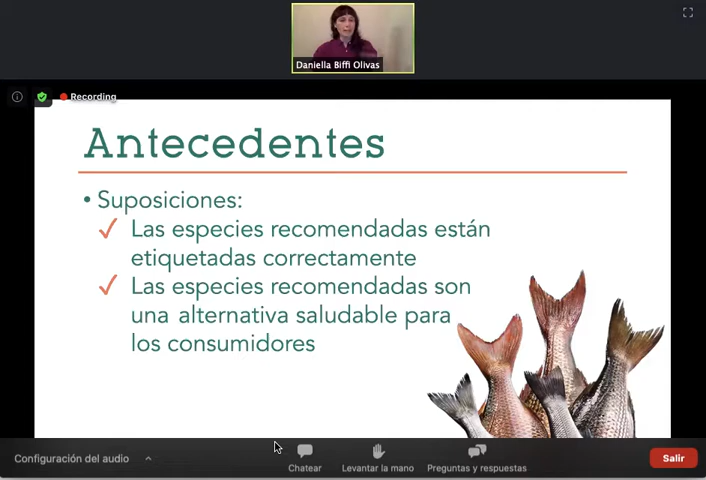 Daniella Biffi Olivas
Recording
Antecedentes
• Suposiciones:
✓ Las especies recomendadas están
etiquetadas correctamente
✓ Las especies recomendadas son
una alternativa saludable para
los consumidores
Configuración del audio
Chatear
Levantar la mano
Preguntas y respuestas
Salir